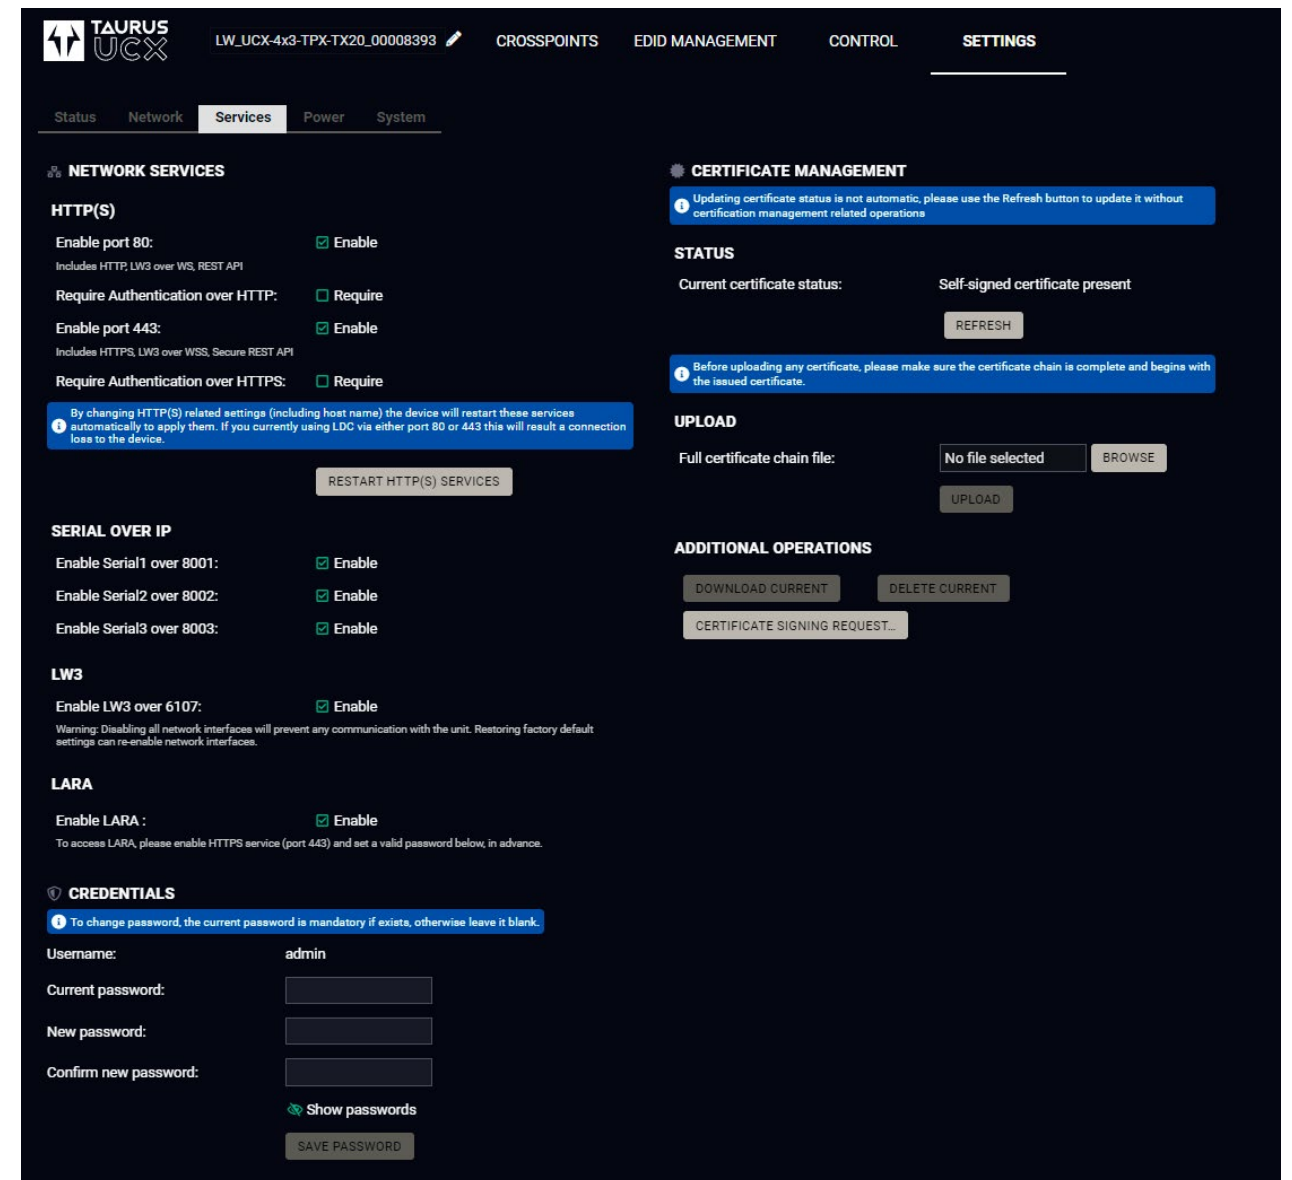 TAURUS
UCX
LW_UCX-4x3-TPX-TX20_00008393
CROSSPOINTS
EDID MANAGEMENT
CONTROL
SETTINGS
Status
Network
Services
Power
System
NETWORK SERVICES
HTTP(S)
Enable port 80:
Enable
Includes HTTP, LW3 over WS, REST API
Require Authentication over HTTP:
Require
Enable port 443:
Enable
Includes HTTPS, LW3 over WSS, Secure REST API
Require Authentication over HTTPS:
Require
By changing HTTP(S) related settings (including host name) the device will restart these services
automatically to apply them. If you currently using LDC via either port 80 or 443 this will result a connection
loss to the device.
RESTART HTTP(S) SERVICES
SERIAL OVER IP
Enable Serial1 over 8001:
Enable
Enable Serial2 over 8002:
Enable
Enable Serial3 over 8003:
Enable
LW3
Enable LW3 over 6107:
Enable
Warning: Disabling all network interfaces will prevent any communication with the unit. Restoring factory default
settings can re-enable network interfaces.
LARA
Enable LARA :
Enable
To access LARA, please enable HTTPS service (port 443) and set a valid password below, in advance.
CREDENTIALS
To change password, the current password is mandatory if exists, otherwise leave it blank.
Username:
admin
Current password:
New password:
Confirm new password:
Show passwords
SAVE PASSWORD
CERTIFICATE MANAGEMENT
Updating certificate status is not automatic, please use the Refresh button to update it without
certification management related operations
STATUS
Current certificate status:
Self-signed certificate present
REFRESH
Before uploading any certificate, please make sure the certificate chain is complete and begins with
the issued certificate.
UPLOAD
Full certificate chain file:
No file selected
BROWSE
UPLOAD
ADDITIONAL OPERATIONS
DOWNLOAD CURRENT
DELETE CURRENT
CERTIFICATE SIGNING REQUEST...